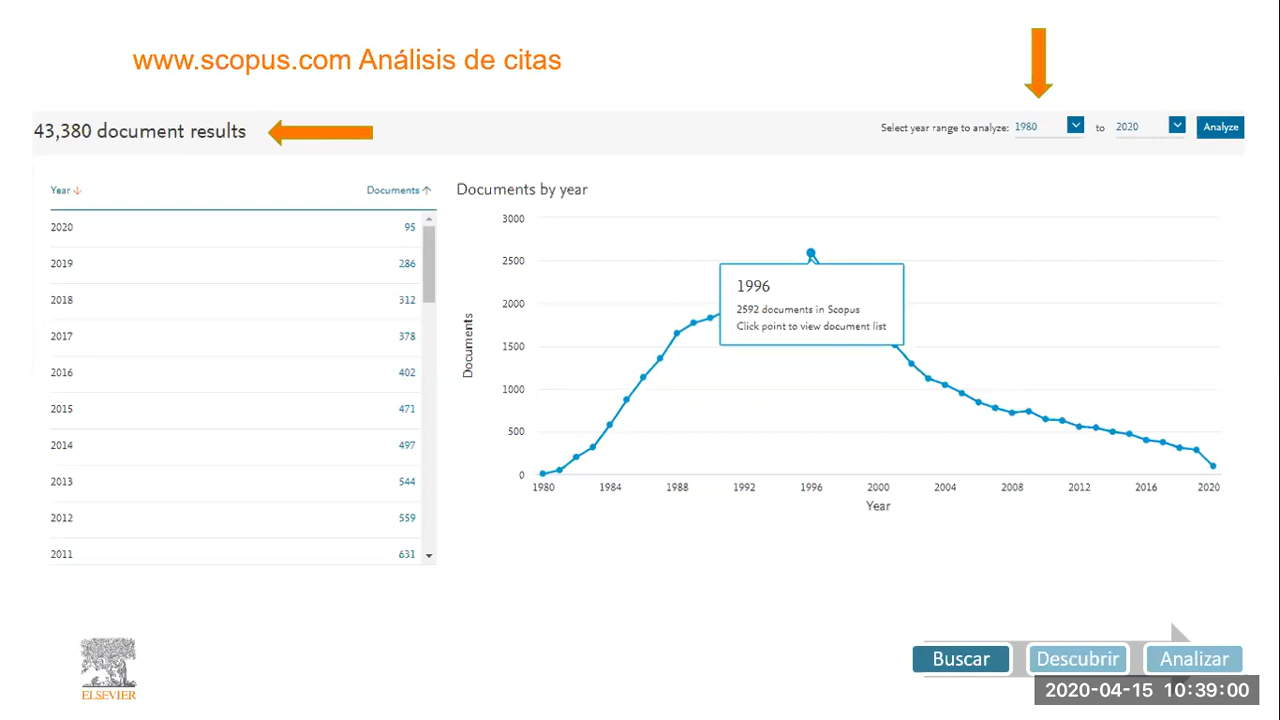 www.scopus.com Análisis de citas
43,380 document results
Select year range to analyze: 1980 to 2020 Analyze
Year Documents
2020 95
2019 286
2018 312
2017 378
2016 402
2015 471
2014 497
2013 544
2012 559
2011 631
Documents by year
3000
2500
2000
1500
1000
500
0
Documents
1996
2592 documents in Scopus
Click point to view document list
1980 1984 1988 1992 1996 2000 2004 2008 2012 2016 2020
Year
ELSEVIER
Buscar Descubrir Analizar
2020-04-15 10:39:00